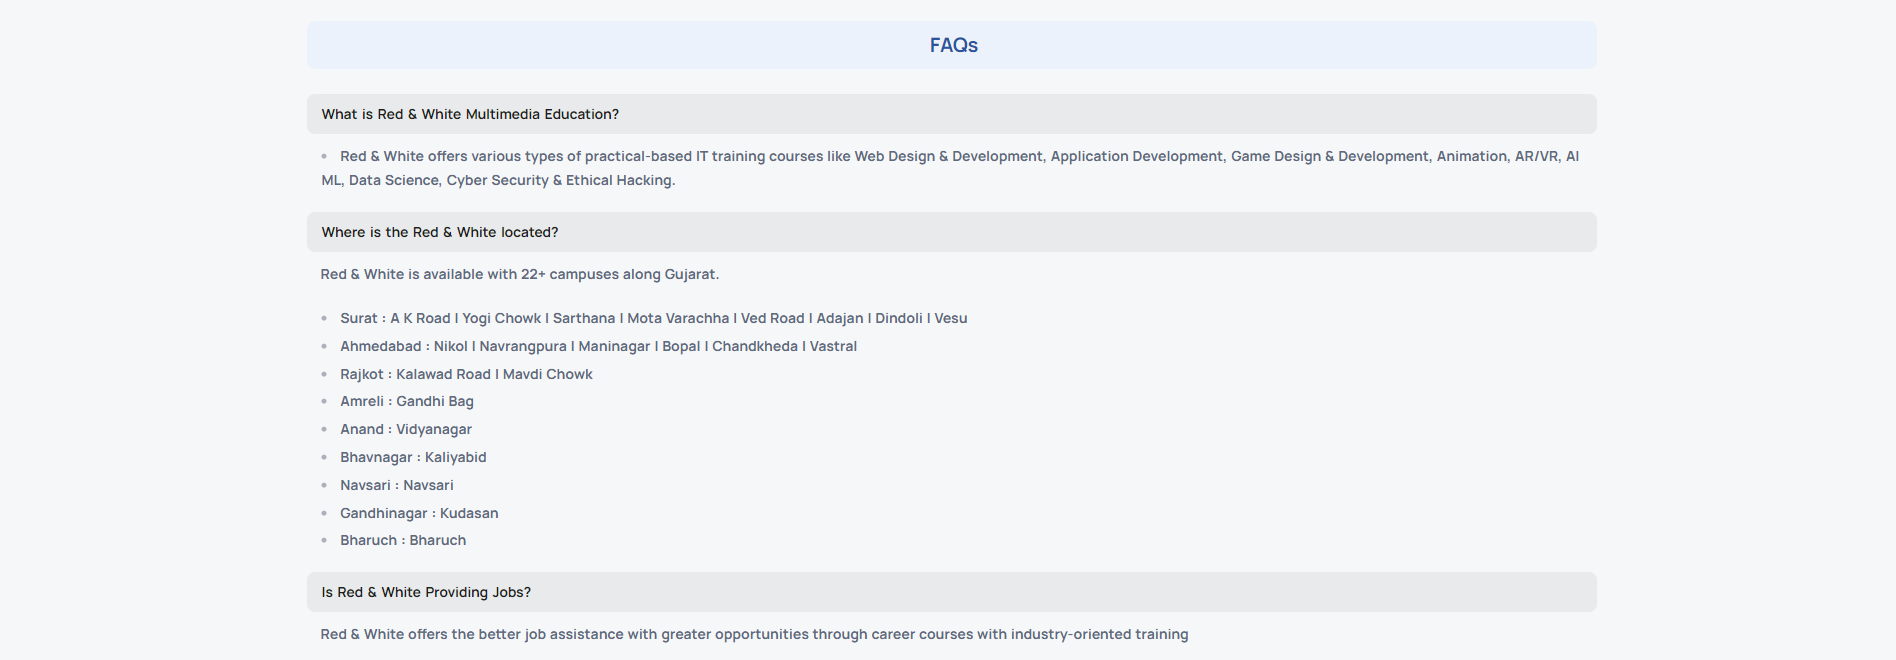 FAQs
What is Red & White Multimedia Education?
• Red & White offers various types of practical-based IT training courses like Web Design & Development, Application Development, Game Design & Development, Animation, AR/VR, AI
ML, Data Science, Cyber Security & Ethical Hacking.
Where is the Red & White located?
Red & White is available with 22+ campuses along Gujarat.
• Surat : A K Road | Yogi Chowk | Sarthana | Mota Varachha | Ved Road | Adajan | Dindoli | Vesu
• Ahmedabad : Nikol | Navrangpura | Maninagar | Bopal | Chandkheda | Vastral
• Rajkot : Kalawad Road | Mavdi Chowk
• Amreli : Gandhi Bag
• Anand : Vidyanagar
• Bhavnagar : Kaliyabid
• Navsari : Navsari
• Gandhinagar : Kudasan
• Bharuch : Bharuch
Is Red & White Providing Jobs?
Red & White offers the better job assistance with greater opportunities through career courses with industry-oriented training